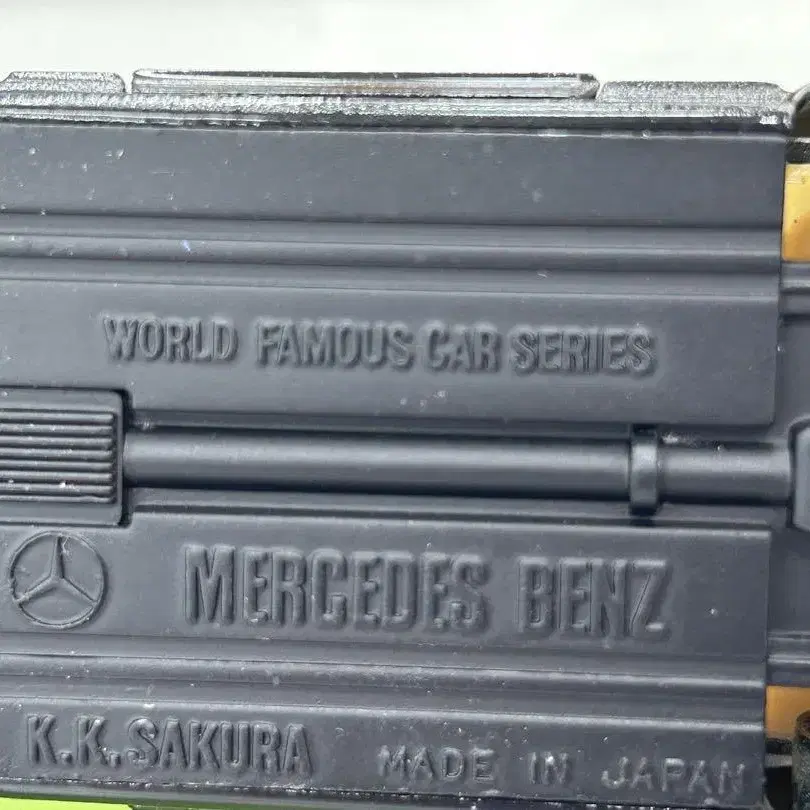 WORLD FAMOUS CAR SERIES
MERCEDES BENZ
K.K.SAKURA MADE IN JAPAN